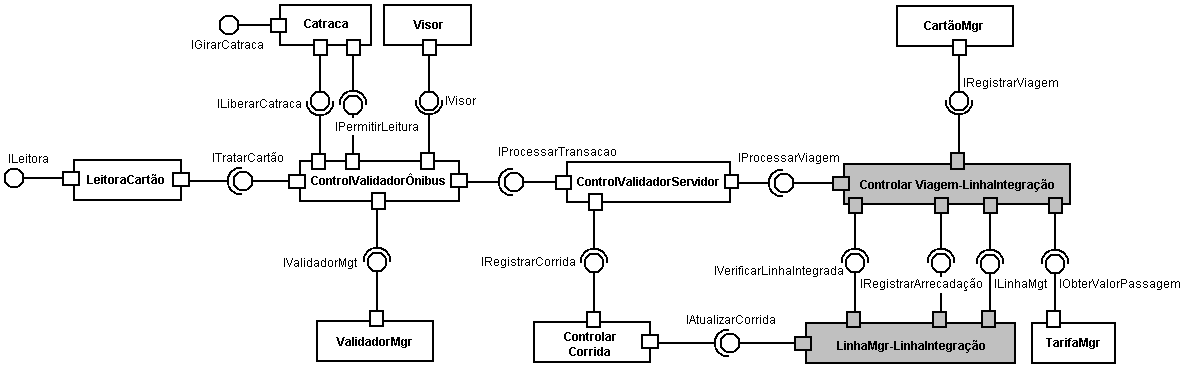 Catraca
Visor
CartãoMgr
IGirarCatraca
IRegistrarViagem
ILiberarCatraca
IVisor
IPermitirLeitura
ILeitora
ITratarCartão
IProcessarTransacao
IProcessarViagem
LeitoraCartão
ControlValidadorÔnibus
ControlValidadorServidor
Controlar Viagem-LinhaIntegração
IValidadorMgt
IRegistrarCorrida
IVerificarLinhaIntegrada
IRegistrarArrecadação
ILinhaMgt
IObterValorPassagem
IAtualizarCorrida
ValidadorMgr
Controlar
Corrida
LinhaMgr-LinhaIntegração
TarifaMgr